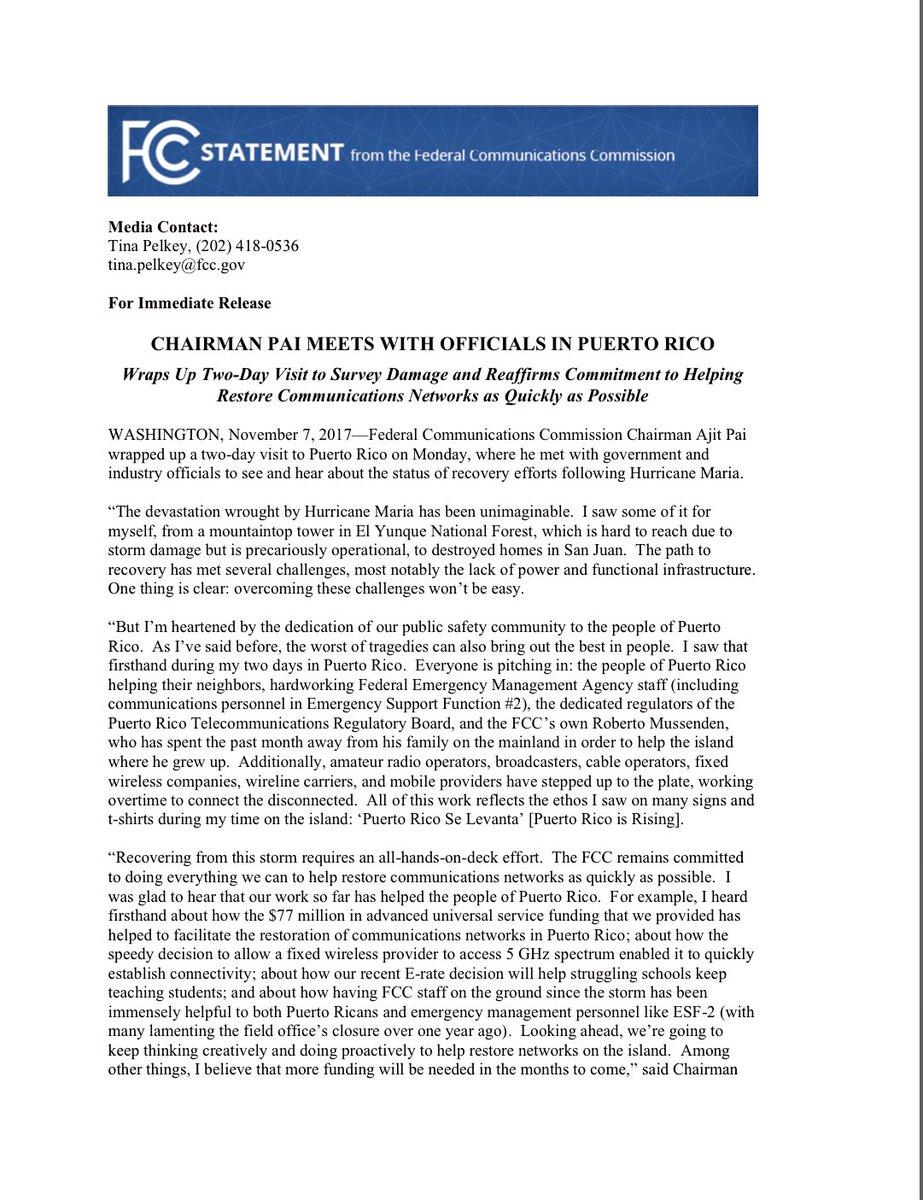 FCC STATEMENT from the Federal Communications Commission
Media Contact:
Tina Pelkey, (202) 418-0536
tina.pelkey@fcc.gov
For Immediate Release
CHAIRMAN PAI MEETS WITH OFFICIALS IN PUERTO RICO
Wraps Up Two-Day Visit to Survey Damage and Reaffirms Commitment to Helping
Restore Communications Networks as Quickly as Possible
WASHINGTON, November 7, 2017—Federal Communications Commission Chairman Ajit Pai
wrapped up a two-day visit to Puerto Rico on Monday, where he met with government and
industry officials to see and hear about the status of recovery efforts following Hurricane Maria.
“The devastation wrought by Hurricane Maria has been unimaginable.  I saw some of it for
myself, from a mountaintop tower in El Yunque National Forest, which is hard to reach due to
storm damage but is precariously operational, to destroyed homes in San Juan.  The path to
recovery has met several challenges, most notably the lack of power and functional infrastructure.
One thing is clear: overcoming these challenges won’t be easy.
“But I’m heartened by the dedication of our public safety community to the people of Puerto
Rico.  As I’ve said before, the worst of tragedies can also bring out the best in people.  I saw that
firsthand during my two days in Puerto Rico.  Everyone is pitching in: the people of Puerto Rico
helping their neighbors, hardworking Federal Emergency Management Agency staff (including
communications personnel in Emergency Support Function #2), the dedicated regulators of the
Puerto Rico Telecommunications Regulatory Board, and the FCC’s own Roberto Mussenden,
who has spent the past month away from his family on the mainland in order to help the island
where he grew up.  Additionally, amateur radio operators, broadcasters, cable operators, fixed
wireless companies, wireline carriers, and mobile providers have stepped up to the plate, working
overtime to connect the disconnected.  All of this work reflects the ethos I saw on many signs and
t-shirts during my time on the island: ‘Puerto Rico Se Levanta’ [Puerto Rico is Rising].
“Recovering from this storm requires an all-hands-on-deck effort.  The FCC remains committed
to doing everything we can to help restore communications networks as quickly as possible.  I
was glad to hear that our work so far has helped the people of Puerto Rico.  For example, I heard
firsthand about how the $77 million in advanced universal service funding that we provided has
helped to facilitate the restoration of communications networks in Puerto Rico; about how the
speedy decision to allow a fixed wireless provider to access 5 GHz spectrum enabled it to quickly
establish connectivity; about how our recent E-rate decision will help struggling schools keep
teaching students; and about how having FCC staff on the ground since the storm has been
immensely helpful to both Puerto Ricans and emergency management personnel like ESF-2 (with
many lamenting the field office’s closure over one year ago).  Looking ahead, we’re going to
keep thinking creatively and doing proactively to help restore networks on the island.  Among
other things, I believe that more funding will be needed in the months to come,” said Chairman